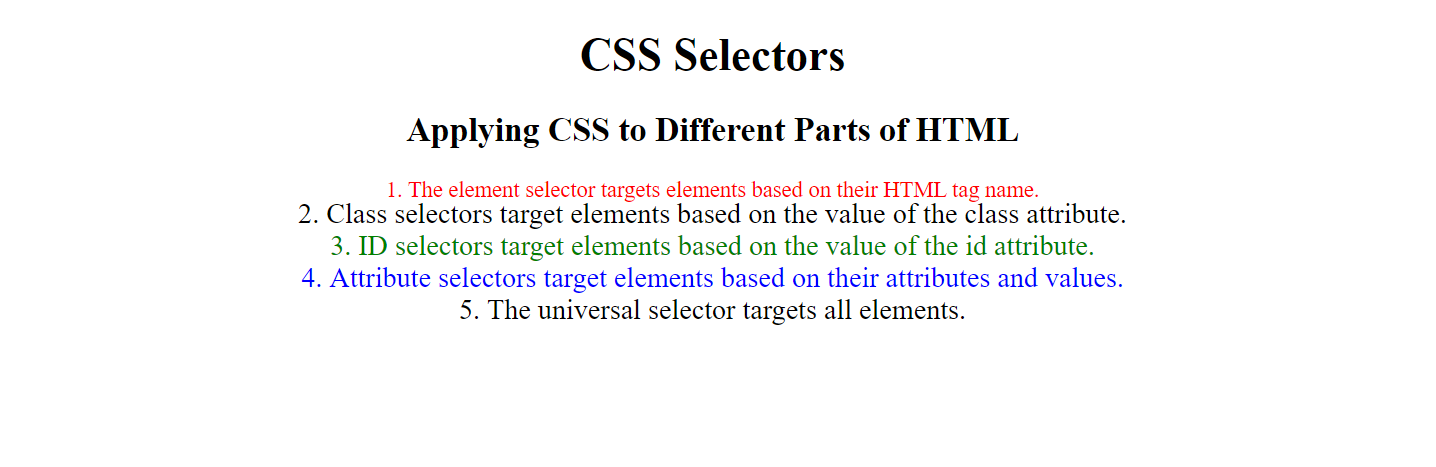 CSS Selectors
Applying CSS to Different Parts of HTML
1. The element selector targets elements based on their HTML tag name.
2. Class selectors target elements based on the value of the class attribute.
3. ID selectors target elements based on the value of the id attribute.
4. Attribute selectors target elements based on their attributes and values.
5. The universal selector targets all elements.